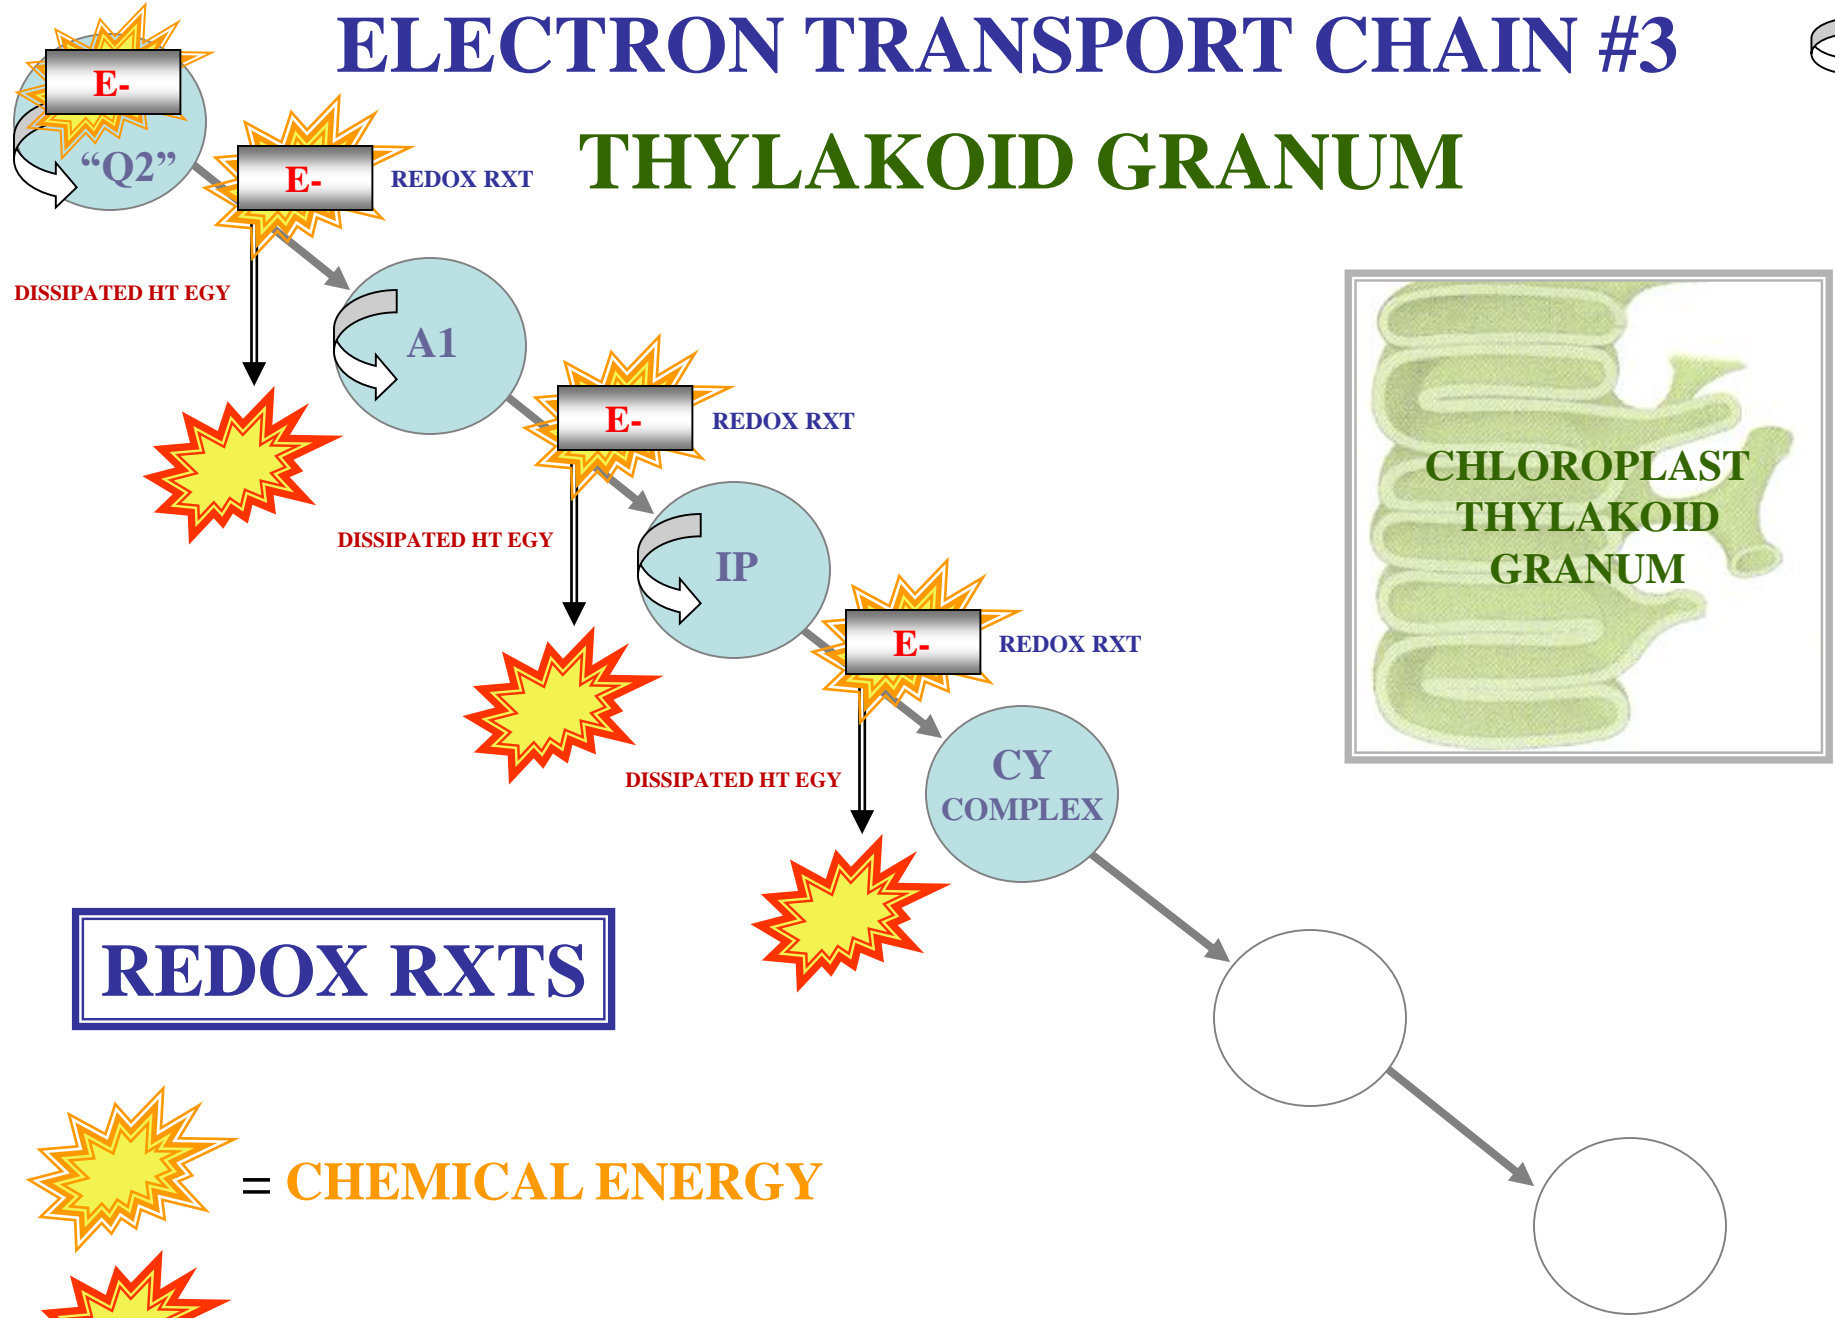 ELECTRON TRANSPORT CHAIN #3
THYLAKOID GRANUM
E-
“Q2”
E-
REDOX RXT
DISSIPATED HT EGY
A1
E-
REDOX RXT
DISSIPATED HT EGY
IP
E-
REDOX RXT
DISSIPATED HT EGY
CY
COMPLEX
CHLOROPLAST
THYLAKOID
GRANUM
REDOX RXTS
= CHEMICAL ENERGY